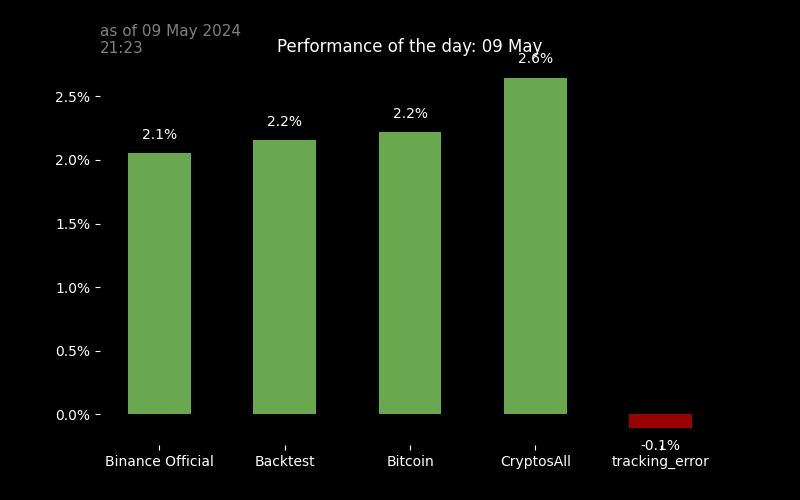 as of 09 May 2024
21:23
Performance of the day: 09 May
2.6%
2.5%
2.2%
2.2%
2.1%
2.0%
1.5%
1.0%
0.5%
0.0%
-0.1%
Binance Official
Backtest
Bitcoin
CryptosAll
tracking_error